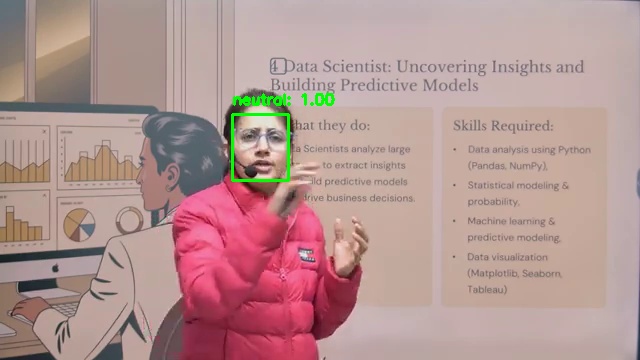 neutral: 1.00
4 Data Scientist: Uncovering Insights and
Building Predictive Models
hat they do:
Scientists analyze large
to extract insights
ild predictive models
drive business decisions.
Skills Required:
• Data analysis using Python
(Pandas, NumPy),
• Statistical modeling &
probability,
• Machine learning &
predictive modeling,
• Data visualization
(Matplotlib, Seaborn,
Tableau)